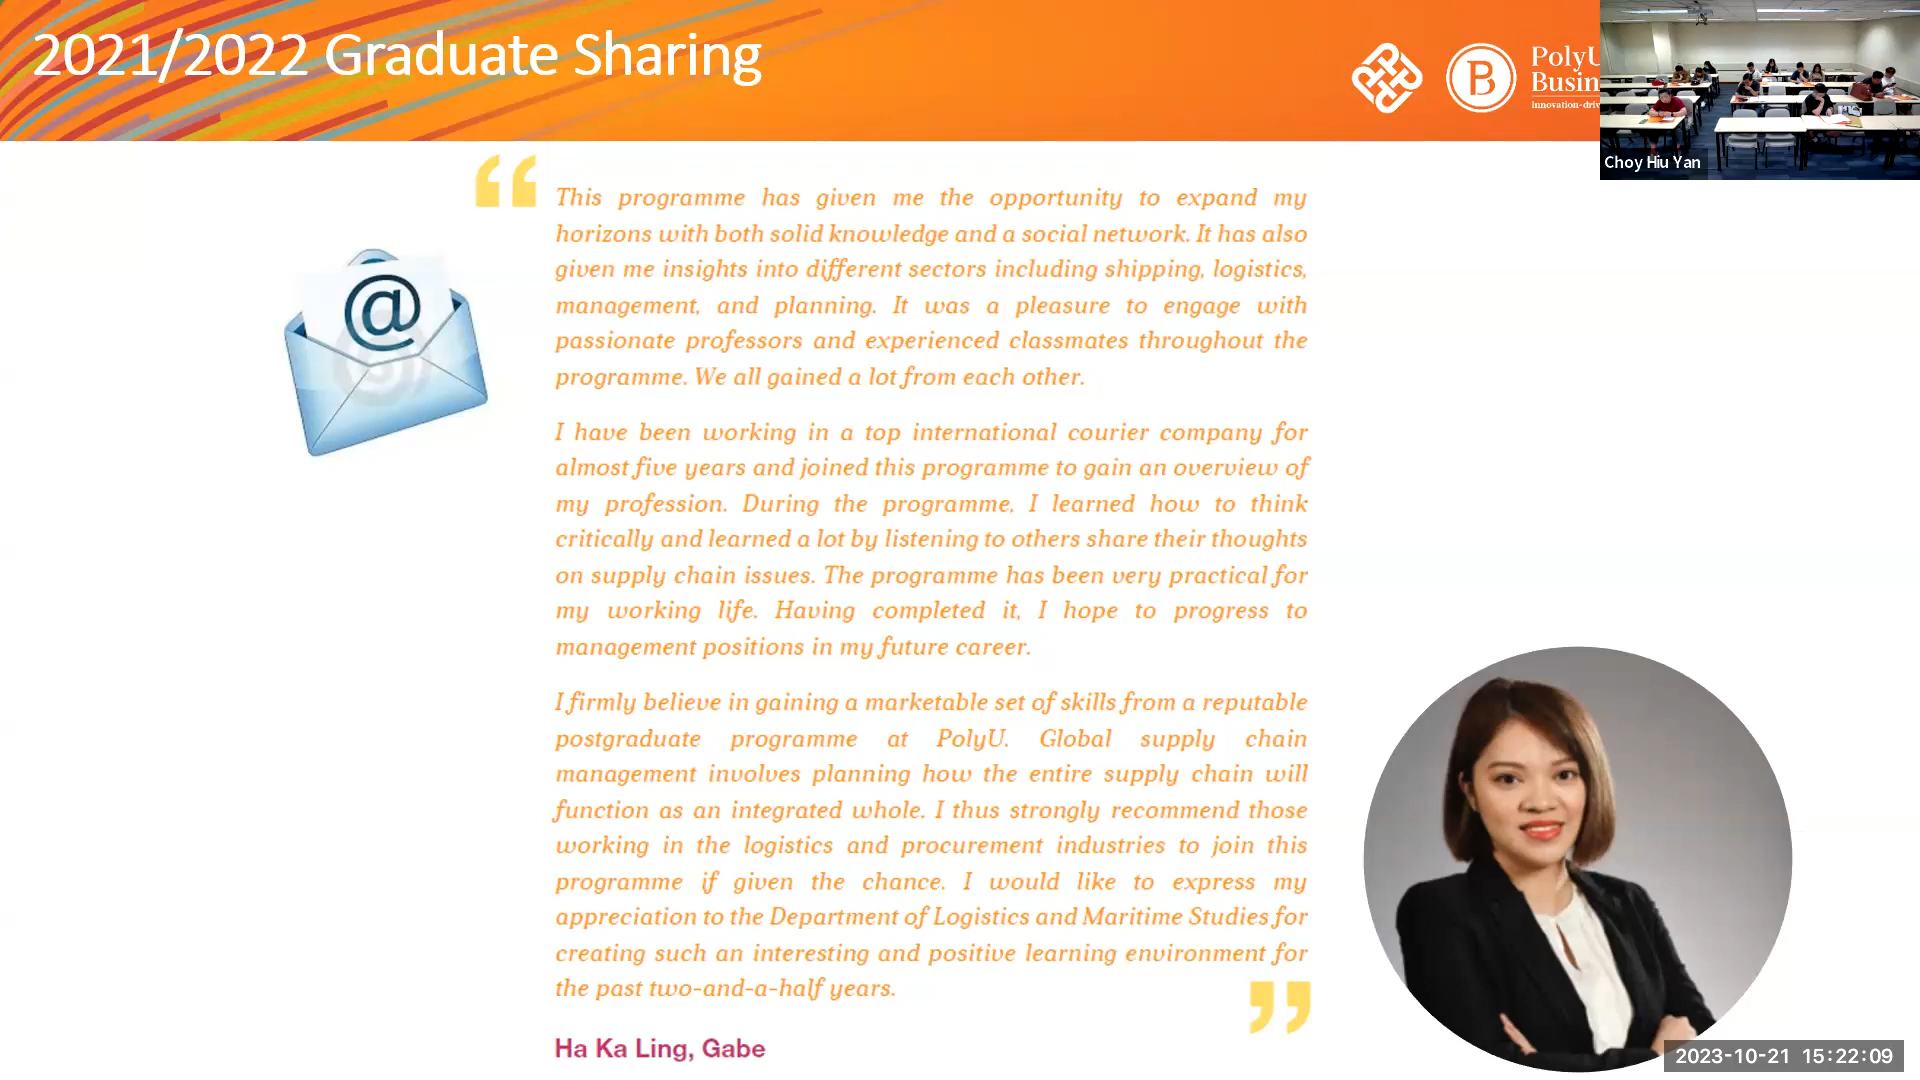 2021/2022 Graduate Sharing
B
PolyU
Busin
Innovation-driv
Choy Hiu Yan
@
“
This programme has given me the opportunity to expand my
horizons with both solid knowledge and a social network. It has also
given me insights into different sectors including shipping, logistics,
management, and planning. It was a pleasure to engage with
passionate professors and experienced classmates throughout the
programme. We all gained a lot from each other.
I have been working in a top international courier company for
almost five years and joined this programme to gain an overview of
my profession. During the programme, I learned how to think
critically and learned a lot by listening to others share their thoughts
on supply chain issues. The programme has been very practical for
my working life. Having completed it, I hope to progress to
management positions in my future career.
I firmly believe in gaining a marketable set of skills from a reputable
postgraduate programme at PolyU. Global supply chain
management involves planning how the entire supply chain will
function as an integrated whole. I thus strongly recommend those
working in the logistics and procurement industries to join this
programme if given the chance. I would like to express my
appreciation to the Department of Logistics and Maritime Studies for
creating such an interesting and positive learning environment for
the past two-and-a-half years.
”
Ha Ka Ling, Gabe
2023-10-21 15:22:09